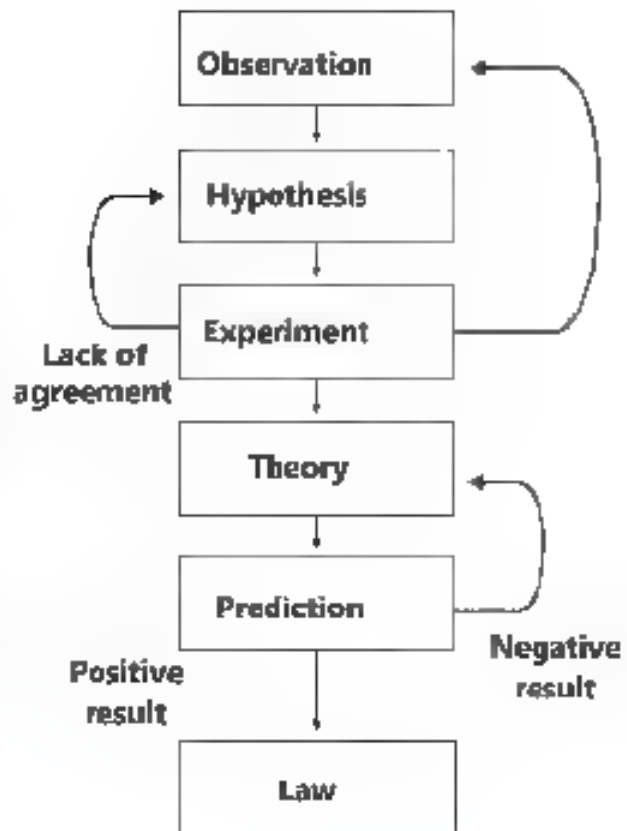 Observation
Hypothesis
Experiment
Lack of
agreement
Theory
Prediction
Negative
result
Positive
result
Law